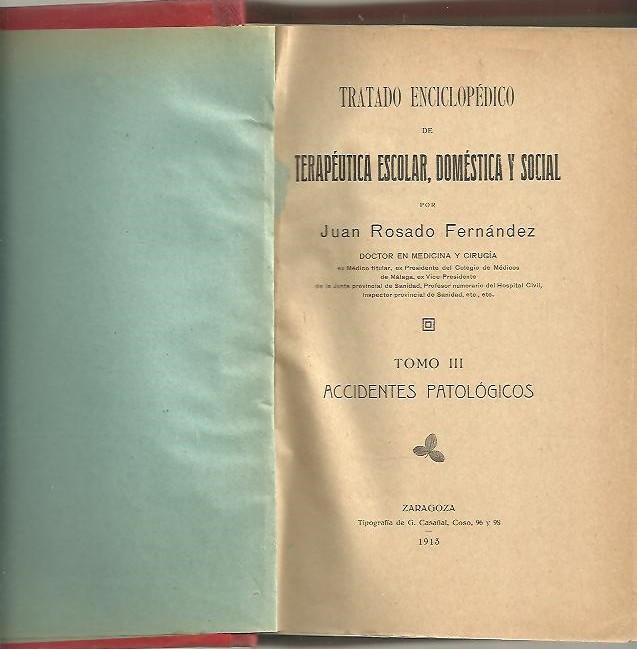 TRATADO ENCICLOPÉDICO
DE
TERAPÉUTICA ESCOLAR, DOMÉSTICA Y SOCIAL
POR
Juan Rosado Fernández
DOCTOR EN MEDICINA Y CIRUGÍA
ex Médico titular, ex Presidente del Colegio de Médicos
de Málaga, ex Vice-Presidente
de la Junta provincial de Sanidad, Profesor numerario del Hospital Civil,
Inspector provincial de Sanidad, etc., etc.
TOMO III
ACCIDENTES PATOLÓGICOS
ZARAGOZA
Tipografía de G. Casañal, Coso, 96 y 98
1913